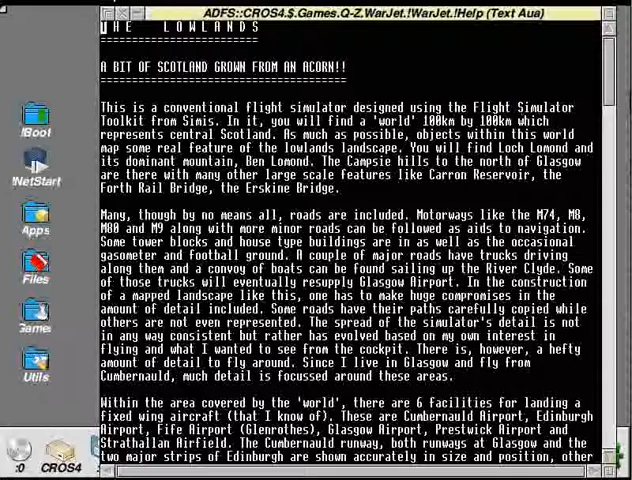 ADFS::CROS4.$.Games.Q-Z.WarJet.!WarJet.!Help (Text Aua)
THE LOWLANDS
A BIT OF SCOTLAND GROWN FROM AN ACORN!!
This is a conventional flight simulator designed using the Flight Simulator
Toolkit from Simis. In it, you will find a 'world' 100km by 100km which
represents central Scotland. As much as possible, objects within this world
map some real feature of the lowlands landscape. You will find Loch Lomond and
its dominant mountain, Ben Lomond. The Campsie hills to the north of Glasgow
are there with many other large scale features like Carron Reservoir, the
Forth Rail Bridge, the Erskine Bridge.
Many, though by no means all, roads are included. Motorways like the M74, M8,
M80 and M9 along with more minor roads can be followed as aids to navigation.
Some tower blocks and house type buildings are in as well as the occasional
gasometer and football ground. A couple of major roads have trucks driving
along them and a convoy of boats can be found sailing up the River Clyde. Some
of those trucks will eventually resupply Glasgow Airport. In the construction
of a mapped landscape like this, one has to make huge compromises in the
amount of detail included. Some roads have their paths carefully copied while
others are not even represented. The spread of the simulator's detail is not
in any way consistent but rather has evolved based on my own interest in
flying and what I wanted to see from the cockpit. There is, however, a hefty
amount of detail to fly around. Since I live in Glasgow and fly from
Cumbernauld, much detail is focussed around these areas.
Within the area covered by the 'world', there are 6 facilities for landing a
fixed wing aircraft (that I know of). These are Cumbernauld Airport, Edinburgh
Airport, Fife Airport (Glenrothes), Glasgow Airport, Prestwick Airport and
Strathallan Airfield. The Cumbernauld runway, both runways at Glasgow and the
two major strips of Edinburgh are shown accurately in size and position, other
!Boot
!NetStart
Apps
Files
Games
Utils
:0
CROS4